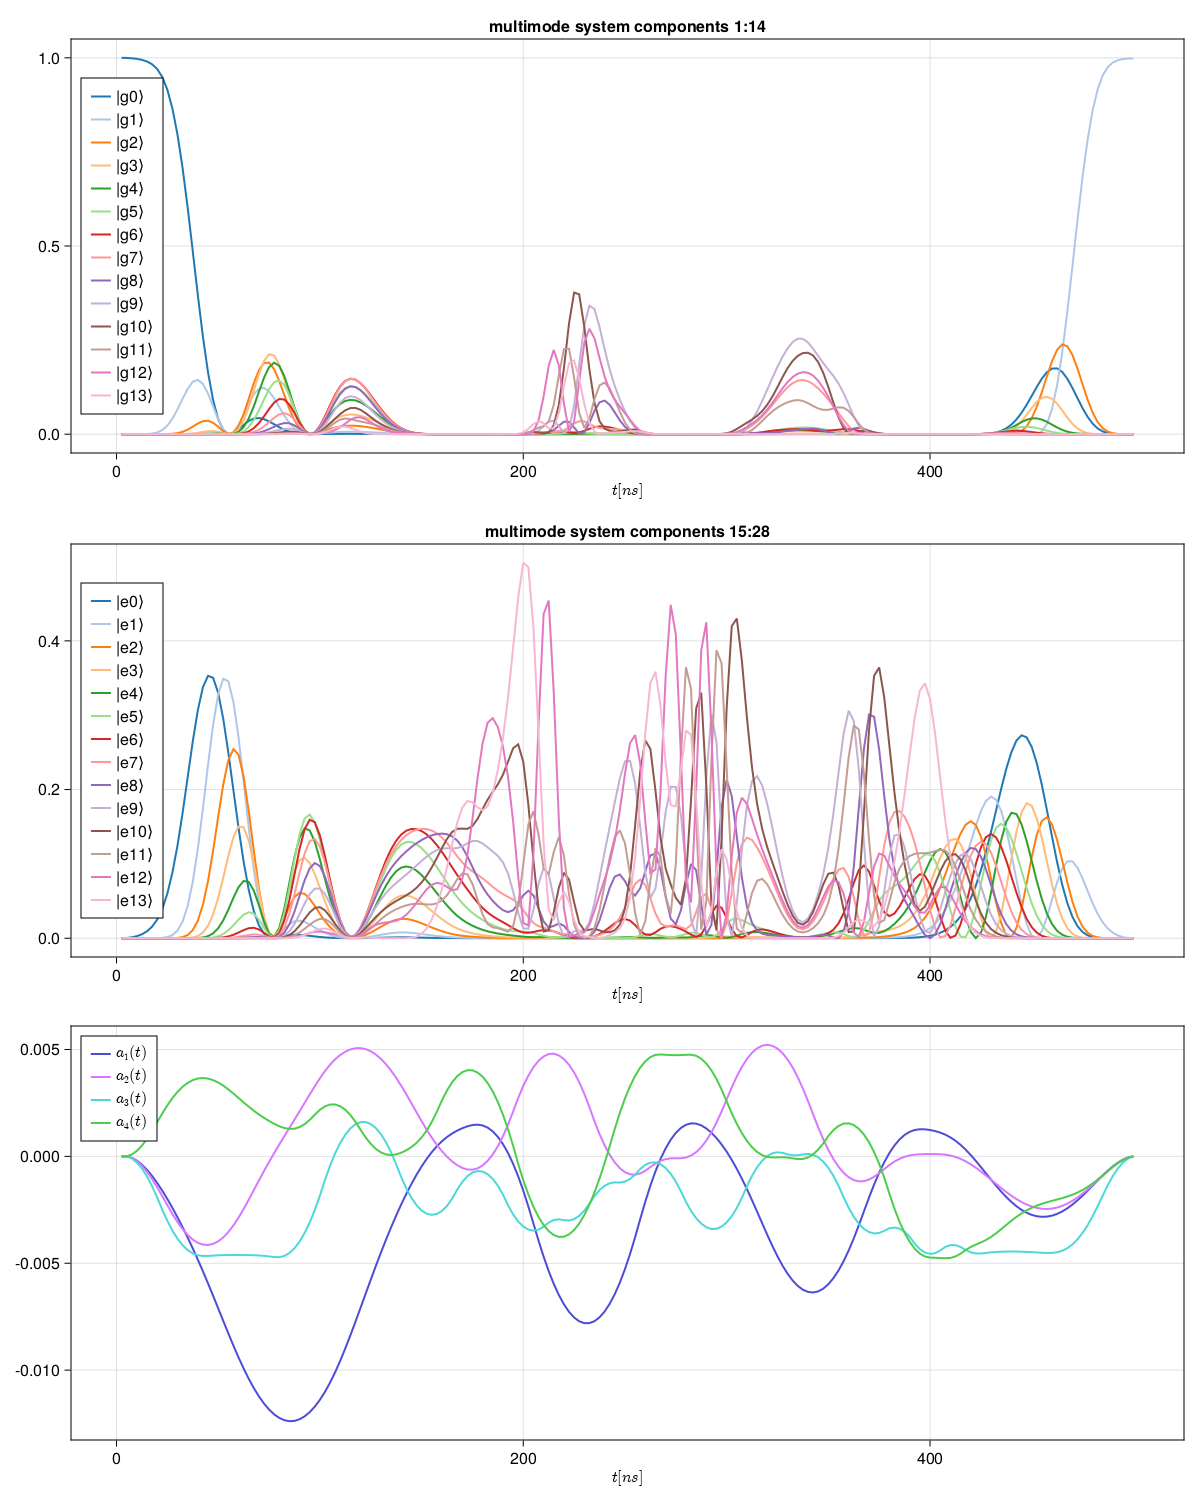 multimode system components 1:14
1.0
0.5
0.0
|g0⟩
|g1⟩
|g2⟩
|g3⟩
|g4⟩
|g5⟩
|g6⟩
|g7⟩
|g8⟩
|g9⟩
|g10⟩
|g11⟩
|g12⟩
|g13⟩
0 200 400
t[ns]
multimode system components 15:28
0.4
0.2
0.0
|e0⟩
|e1⟩
|e2⟩
|e3⟩
|e4⟩
|e5⟩
|e6⟩
|e7⟩
|e8⟩
|e9⟩
|e10⟩
|e11⟩
|e12⟩
|e13⟩
0 200 400
t[ns]
0.005
0.000
-0.005
-0.010
a₁(t)
a₂(t)
a₃(t)
a₄(t)
0 200 400
t[ns]